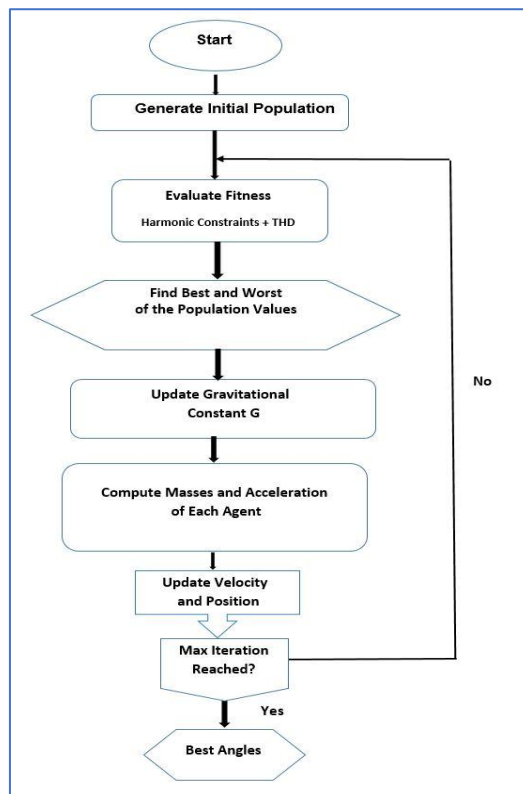 Start
Generate Initial Population
Evaluate Fitness
Harmonic Constraints + THD
Find Best and Worst
of the Population Values
Update Gravitational
Constant G
No
Compute Masses and Acceleration
of Each Agent
Update Velocity
and Position
Max Iteration
Reached?
Yes
Best Angles